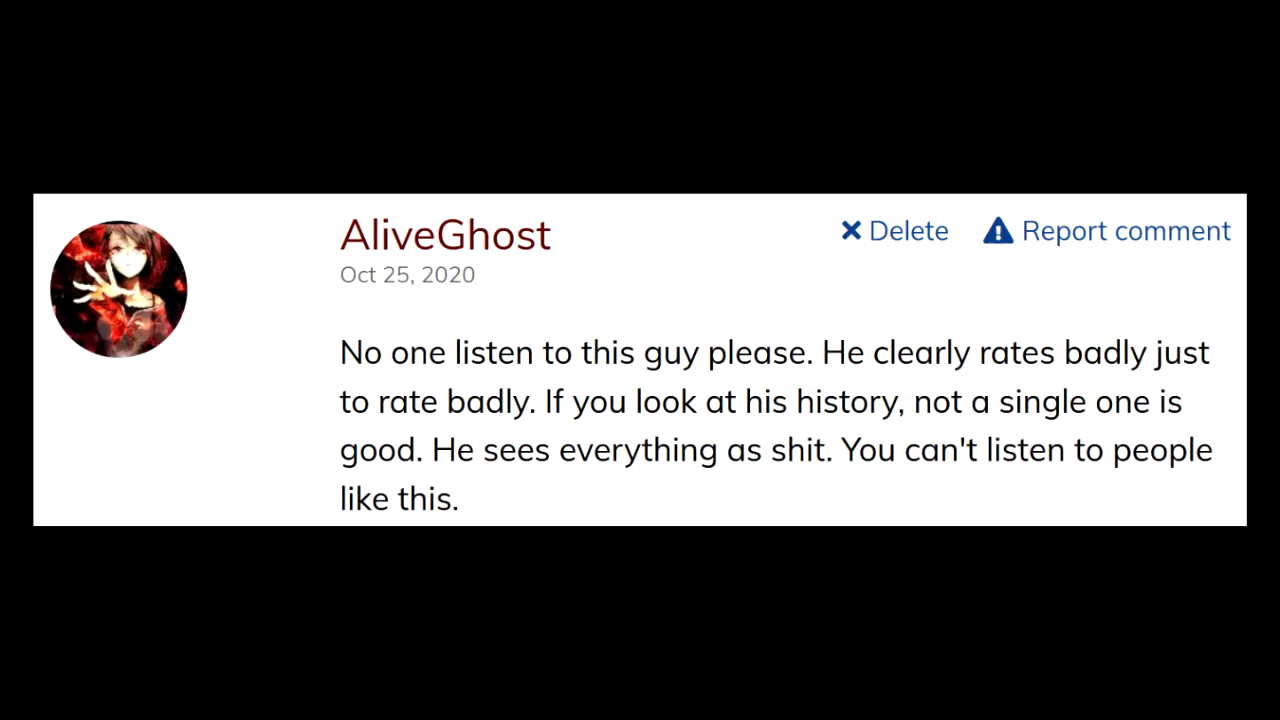 AliveGhost
Delete
Report comment
Oct 25, 2020
No one listen to this guy please. He clearly rates badly just
to rate badly. If you look at his history, not a single one is
good. He sees everything as shit. You can't listen to people
like this.